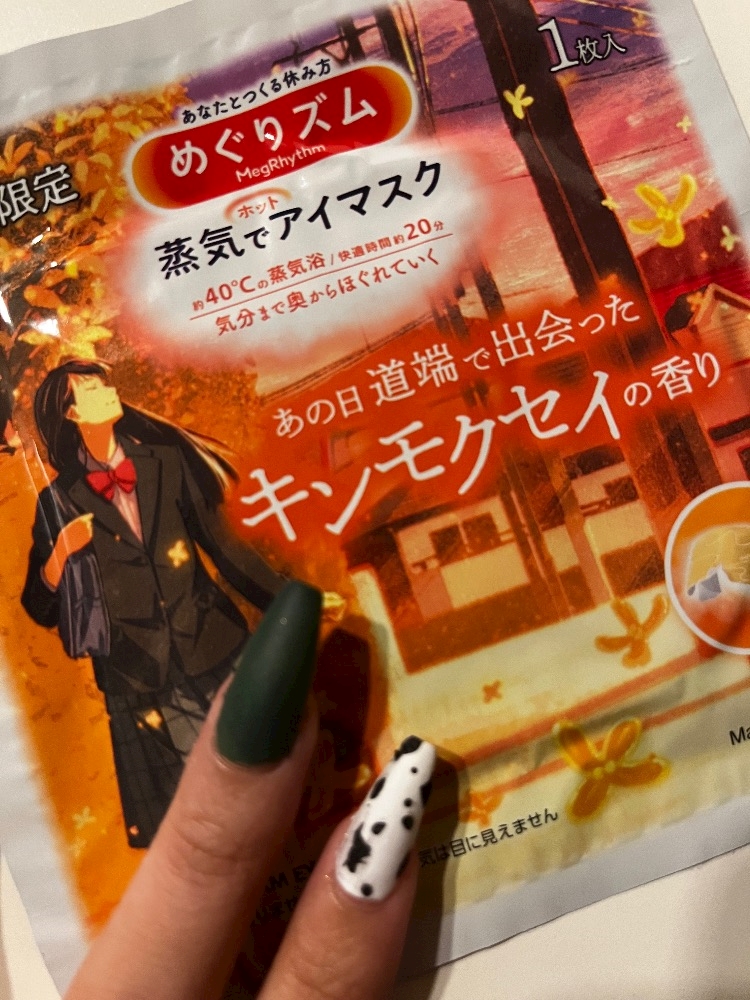 1枚入
限定
あなたとつくる休み方
めぐりズム
MegRhythm
ホット
蒸気でアイマスク
約40℃の蒸気浴/快適時間約20分
気分まで奥からほぐれていく
あの日道端で出会った
キンモクセイの香り
気は目に見えません